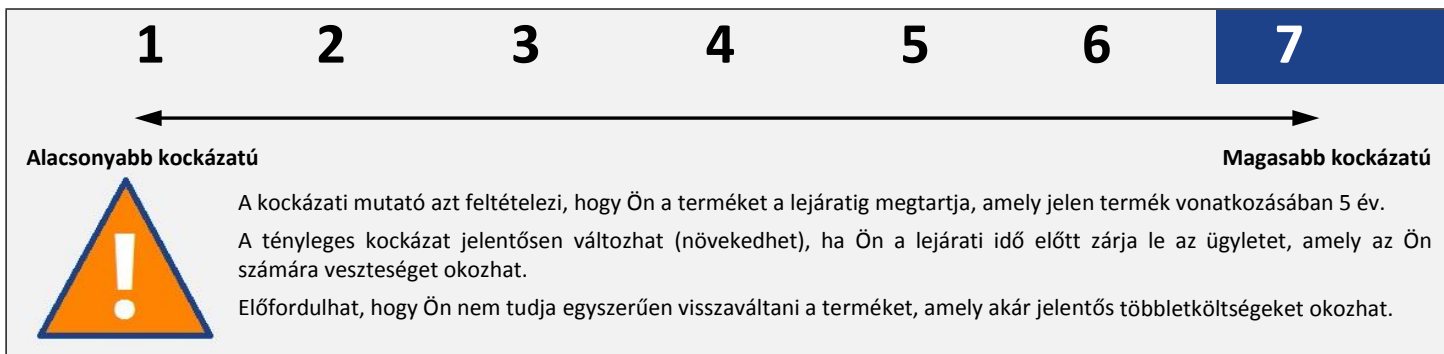 1 2 3 4 5 6 7
Alacsonyabb kockázatú Magasabb kockázatú
A kockázati mutató azt feltételezi, hogy Ön a terméket a lejáratig megtartja, amely jelen termék vonatkozásában 5 év.
A tényleges kockázat jelentősen változhat (növekedhet), ha Ön a lejárati idő előtt zárja le az ügyletet, amely az Ön
számára veszteséget okozhat.
Előfordulhat, hogy Ön nem tudja egyszerűen visszaváltani a terméket, amely akár jelentős többletköltségeket okozhat.
!